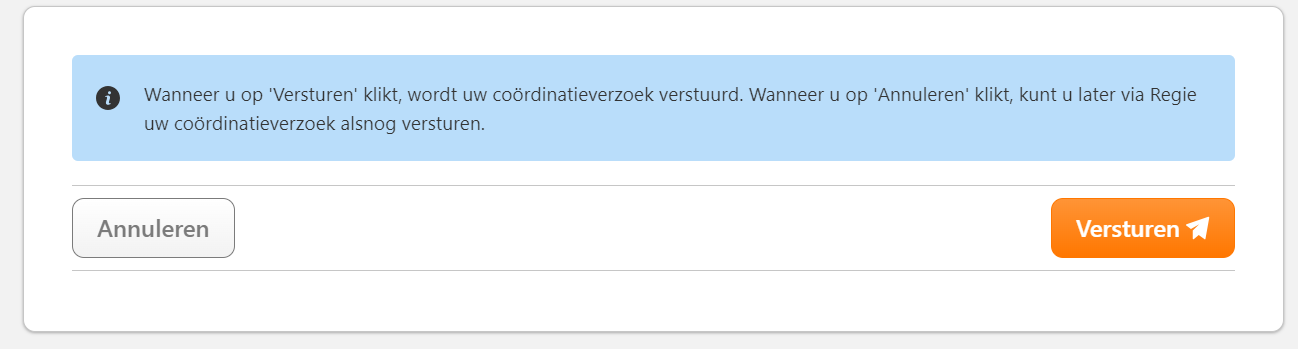 Wanneer u op 'Versturen' klikt, wordt uw coördinatieverzoek verstuurd. Wanneer u op 'Annuleren' klikt, kunt u later via Regie
uw coördinatieverzoek alsnog versturen.
Annuleren
Versturen